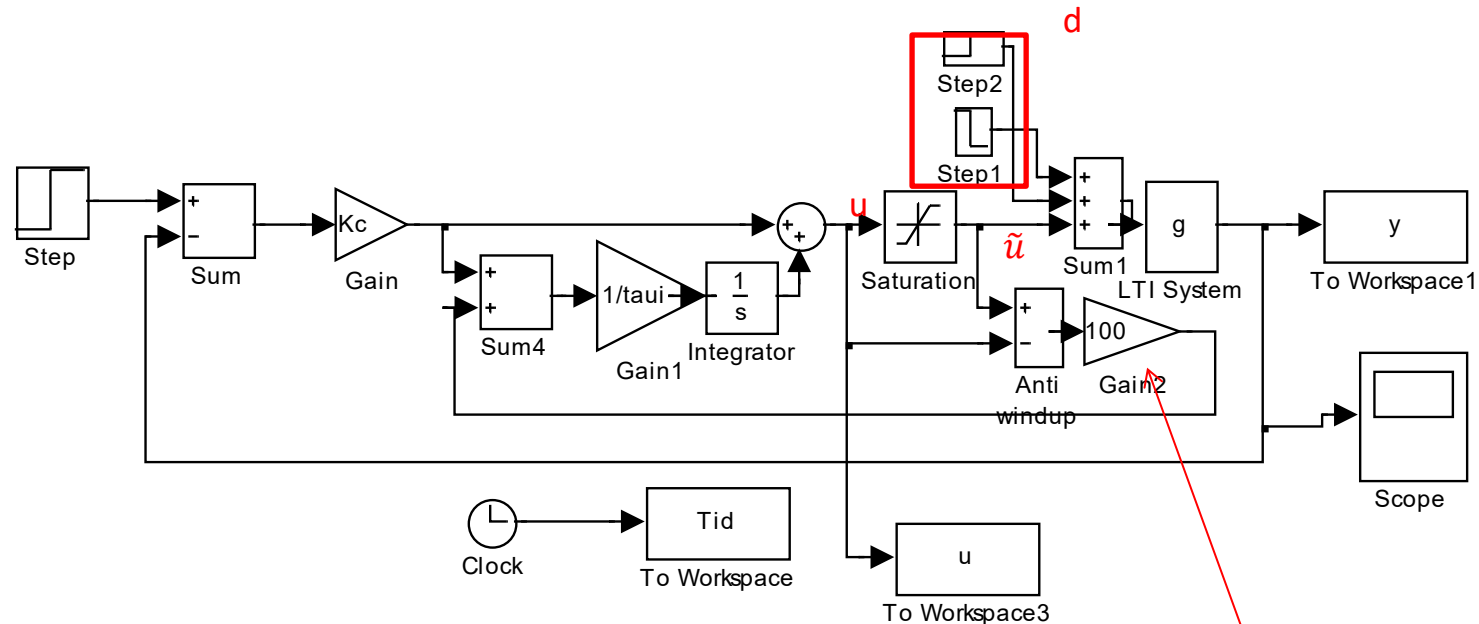 d
Step2
Step1
Step
+
−
Sum
Kc
Gain
+
+
Sum4
1/taui
Gain1
1
s
Integrator
+
+
u
Saturation
ũ
+
+
+
Sum1
g
LTI System
y
To Workspace1
+
−
Anti
windup
100
Gain2
Scope
Clock
Tid
To Workspace
u
To Workspace3